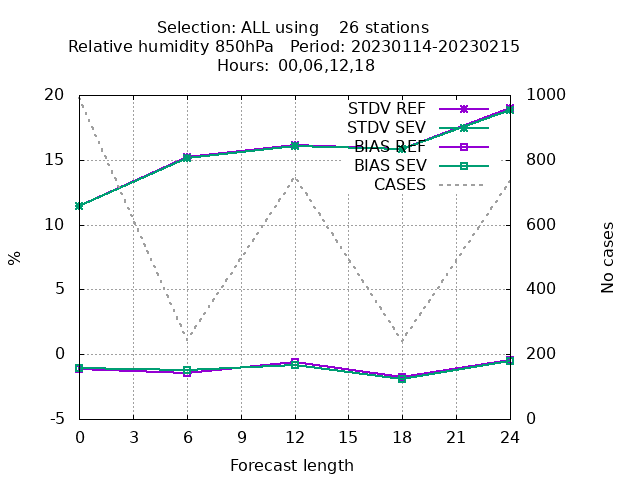 Selection: ALL using    26 stations
Relative humidity 850hPa   Period: 20230114-20230215
Hours: 00,06,12,18
20
15
10
5
0
-5
%
1000
800
600
400
200
0
No cases
STDV REF
STDV SEV
BIAS REF
BIAS SEV
CASES
0 3 6 9 12 15 18 21 24
Forecast length